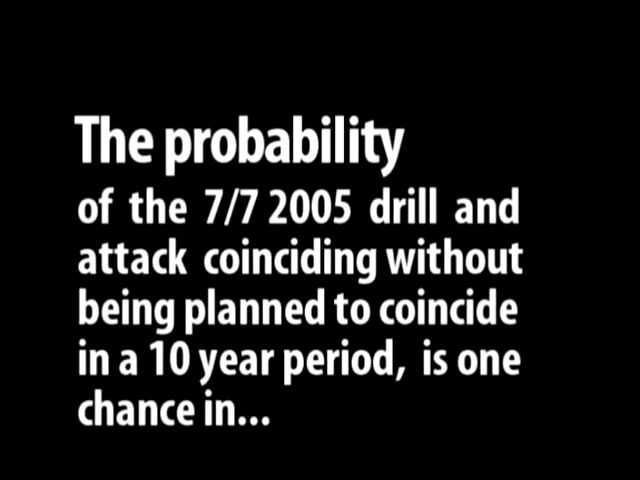 The probability
of the 7/7 2005 drill and
attack coinciding without
being planned to coincide
in a 10 year period, is one
chance in...